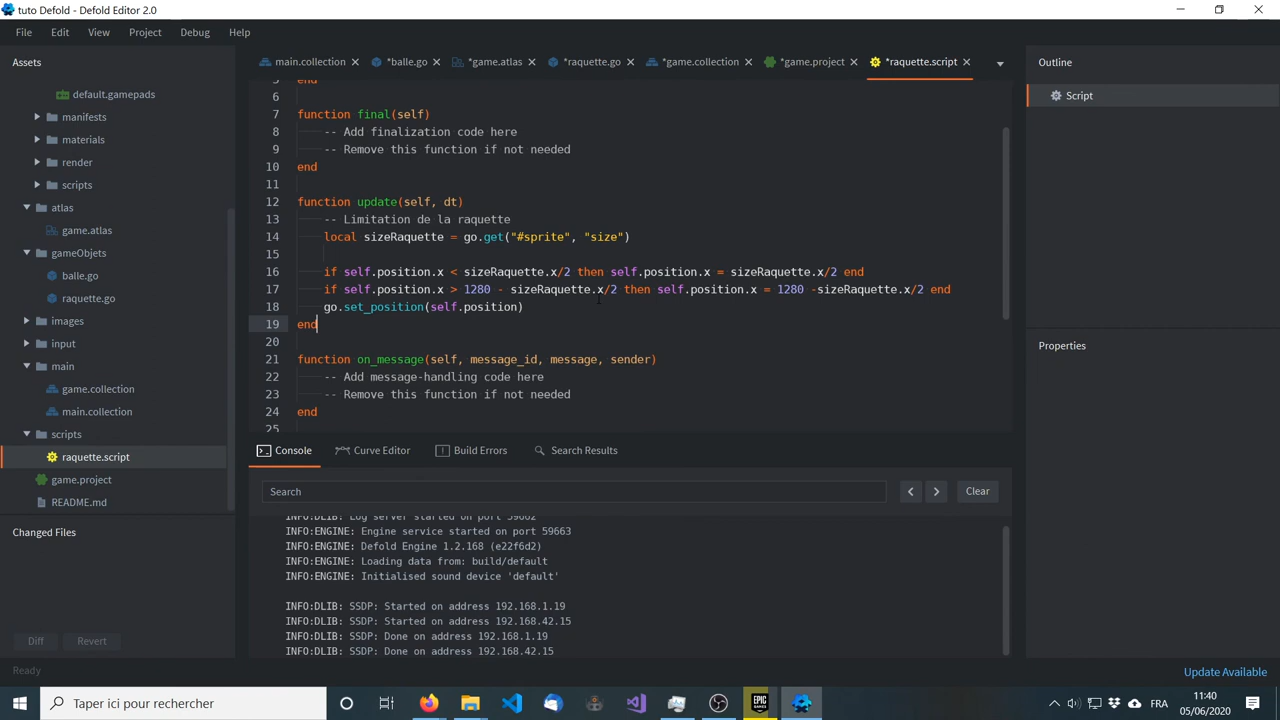 tuto Defold - Defold Editor 2.0
File Edit View Project Debug Help
Assets
default.gamepads
manifests
materials
render
scripts
atlas
game.atlas
gameObjets
balle.go
raquette.go
images
input
main
game.collection
main.collection
scripts
raquette.script
game.project
README.md
Changed Files
Diff Revert
Ready
main.collection *balle.go *game.atlas *raquette.go *game.collection *game.project *raquette.script
5 end
6
7 function final(self)
8 -- Add finalization code here
9 -- Remove this function if not needed
10 end
11
12 function update(self, dt)
13 -- Limitation de la raquette
14 local sizeRaquette = go.get("#sprite", "size")
15
16 if self.position.x < sizeRaquette.x/2 then self.position.x = sizeRaquette.x/2 end
17 if self.position.x > 1280 - sizeRaquette.x/2 then self.position.x = 1280 -sizeRaquette.x/2 end
18 go.set_position(self.position)
19 end
20
21 function on_message(self, message_id, message, sender)
22 -- Add message-handling code here
23 -- Remove this function if not needed
24 end
25
Console Curve Editor Build Errors Search Results
Search
Clear
INFO:DLIB: Log server started on port 59662
INFO:ENGINE: Engine service started on port 59663
INFO:ENGINE: Defold Engine 1.2.168 (e22f6d2)
INFO:ENGINE: Loading data from: build/default
INFO:ENGINE: Initialised sound device 'default'
INFO:DLIB: SSDP: Started on address 192.168.1.19
INFO:DLIB: SSDP: Started on address 192.168.42.15
INFO:DLIB: SSDP: Done on address 192.168.1.19
INFO:DLIB: SSDP: Done on address 192.168.42.15
Outline
Script
Properties
Update Available
Taper ici pour rechercher
EPIC GAMES
FRA
11:40
05/06/2020